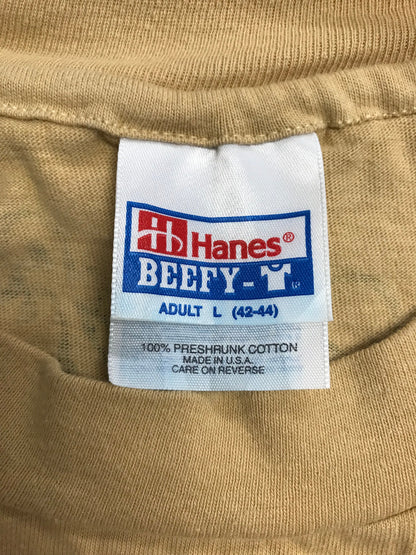 Hanes®
BEEFY-T®
ADULT L (42-44)
100% PRESHRUNK COTTON
MADE IN U.S.A.
CARE ON REVERSE